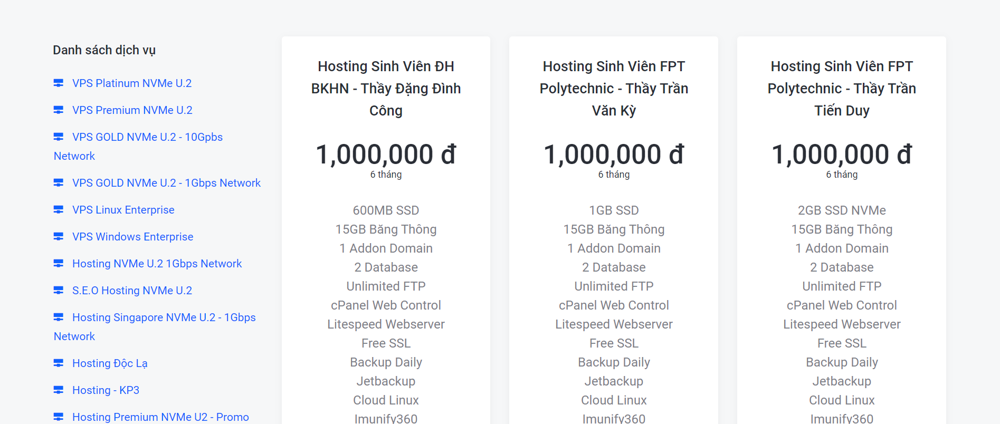 Danh sách dịch vụ
VPS Platinum NVMe U.2
VPS Premium NVMe U.2
VPS GOLD NVMe U.2 - 10Gpbs
Network
VPS GOLD NVMe U.2 - 1Gbps Network
VPS Linux Enterprise
VPS Windows Enterprise
Hosting NVMe U.2 1Gbps Network
S.E.O Hosting NVMe U.2
Hosting Singapore NVMe U.2 - 1Gbps
Network
Hosting Độc Lạ
Hosting - KP3
Hosting Premium NVMe U2 - Promo
Hosting Sinh Viên ĐH
BKHN - Thầy Đặng Đình
Công
1,000,000 đ
6 tháng
600MB SSD
15GB Băng Thông
1 Addon Domain
2 Database
Unlimited FTP
cPanel Web Control
Litespeed Webserver
Free SSL
Backup Daily
Jetbackup
Cloud Linux
Imunify360
Hosting Sinh Viên FPT
Polytechnic - Thầy Trần
Văn Kỳ
1,000,000 đ
6 tháng
1GB SSD
15GB Băng Thông
1 Addon Domain
2 Database
Unlimited FTP
cPanel Web Control
Litespeed Webserver
Free SSL
Backup Daily
Jetbackup
Cloud Linux
Imunify360
Hosting Sinh Viên FPT
Polytechnic - Thầy Trần
Tiến Duy
1,000,000 đ
6 tháng
2GB SSD NVMe
15GB Băng Thông
1 Addon Domain
2 Database
Unlimited FTP
cPanel Web Control
Litespeed Webserver
Free SSL
Backup Daily
Jetbackup
Cloud Linux
Imunify360